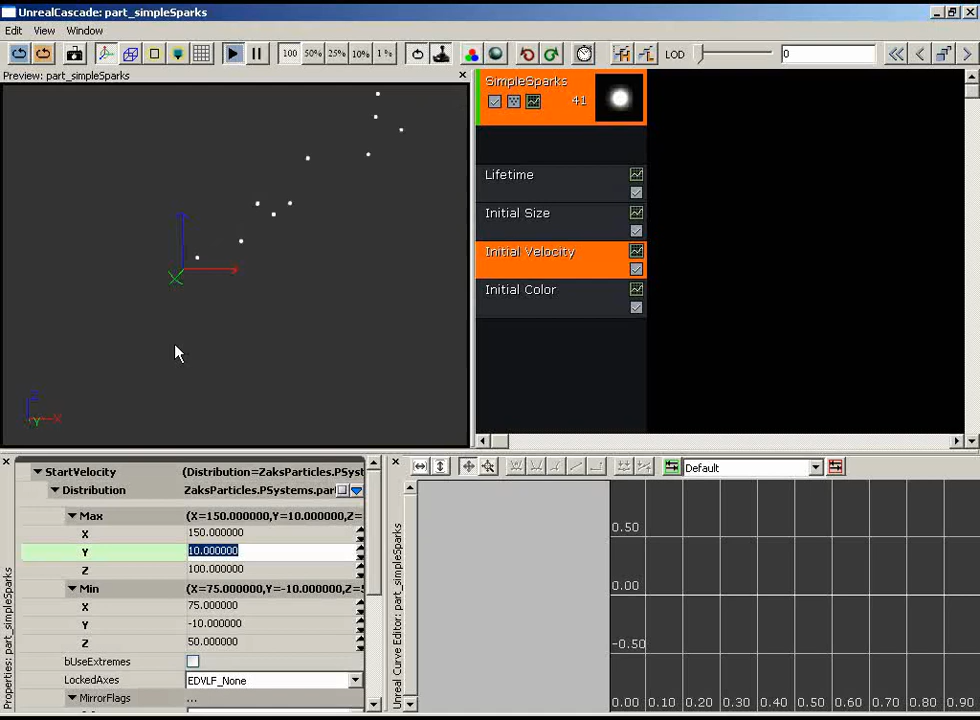 UnrealCascade: part_simpleSparks
Edit View Window
100 50% 25% 10% 1% LOD 0
Preview: part_simpleSparks
SimpleSparks
41
Lifetime
Initial Size
Initial Velocity
Initial Color
Z
X
Y
StartVelocity (Distribution=ZaksParticles.PSyst
Distribution ZaksParticles.PSystems.par
Max (X=150.000000,Y=10.000000,Z=
X 150.000000
Y 10.000000
Z 100.000000
Min (X=75.000000,Y=-10.000000,Z=5
X 75.000000
Y -10.000000
Z 50.000000
bUseExtremes
LockedAxes EDVLF_None
MirrorFlags ...
Properties: part_simpleSparks
Default
Unreal Curve Editor: part_simpleSparks
0.50
0.00
-0.50
0.00 0.10 0.20 0.30 0.40 0.50 0.60 0.70 0.80 0.90